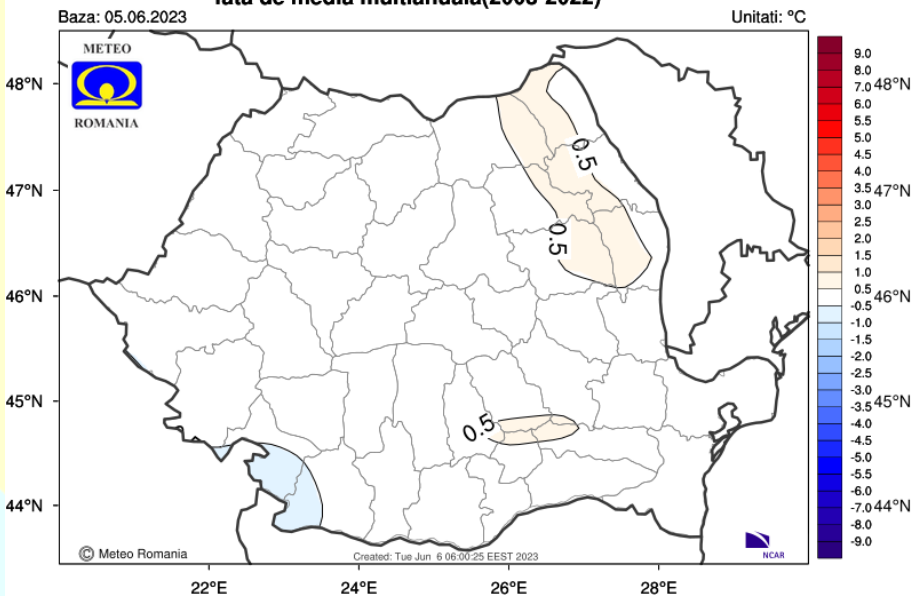 fata de media multianuala(2003-2022)
Baza: 05.06.2023
Unitati: °C
METEO
ROMANIA
48°N
47°N
46°N
45°N
44°N
0.5
0.5
0.5
9.0
8.0
7.0
6.0
5.5
5.0
4.5
4.0
3.5
3.0
2.5
2.0
1.5
1.0
0.5
-0.5
-1.0
-1.5
-2.0
-2.5
-3.0
-3.5
-4.0
-4.5
-5.0
-5.5
-6.0
-7.0
-8.0
-9.0
48°N
47°N
46°N
45°N
44°N
© Meteo Romania
Created: Tue Jun 6 06:00:25 EEST 2023
NCAR
22°E
24°E
26°E
28°E